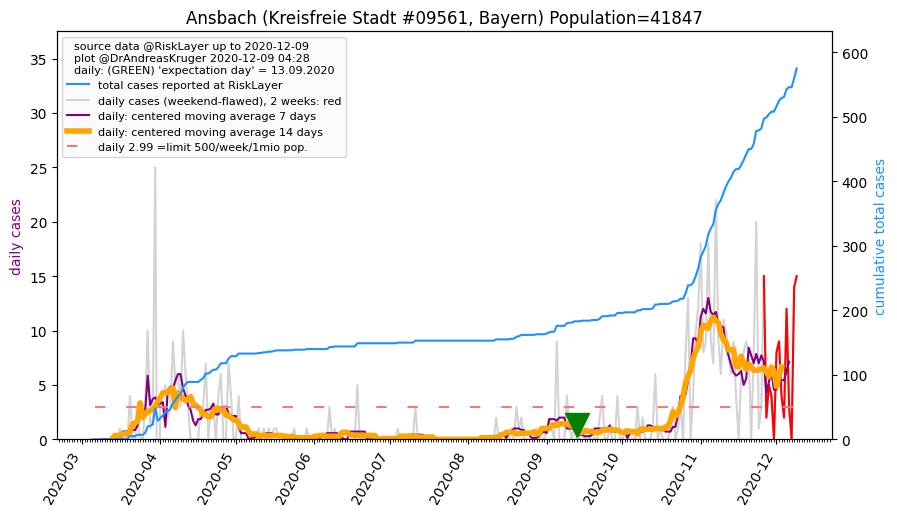 Ansbach (Kreisfreie Stadt #09561, Bayern) Population=41847
source data @RiskLayer up to 2020-12-09
plot @DrAndreasKruger 2020-12-09 04:28
daily: (GREEN) 'expectation day' = 13.09.2020
total cases reported at RiskLayer
daily cases (weekend-flawed), 2 weeks: red
daily: centered moving average 7 days
daily: centered moving average 14 days
daily 2.99 =limit 500/week/1mio pop.
daily cases
35
30
25
20
15
10
5
0
600
500
400
300
200
100
0
cumulative total cases
2020-03
2020-04
2020-05
2020-06
2020-07
2020-08
2020-09
2020-10
2020-11
2020-12